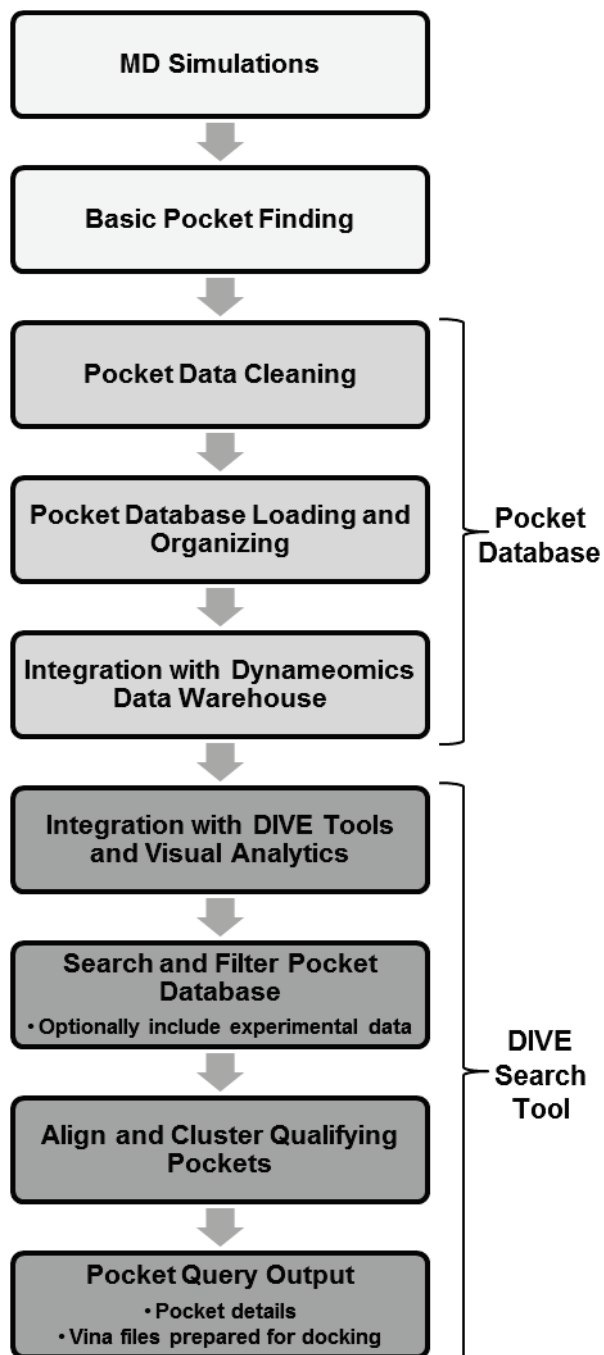 MD Simulations
Basic Pocket Finding
Pocket Data Cleaning
Pocket Database Loading and
Organizing
Integration with Dynameomics
Data Warehouse
Pocket
Database
Integration with DIVE Tools
and Visual Analytics
Search and Filter Pocket
Database
• Optionally include experimental data
Align and Cluster Qualifying
Pockets
Pocket Query Output
• Pocket details
• Vina files prepared for docking
DIVE
Search
Tool